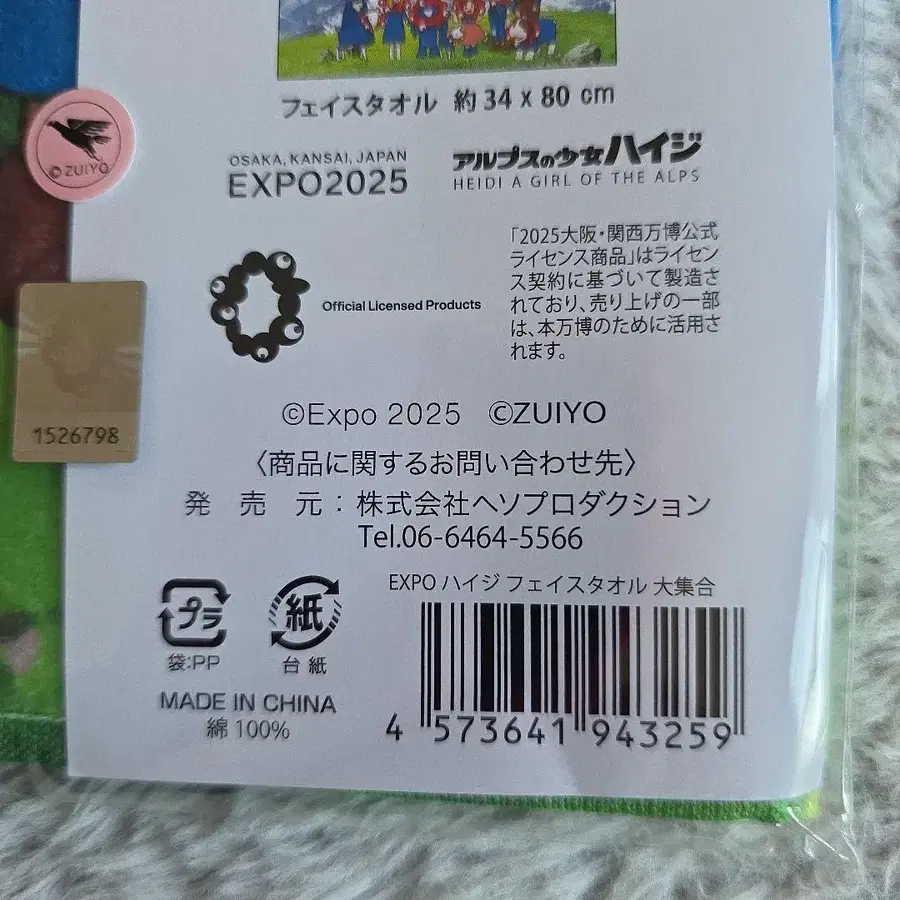 フェイスタオル 約34 x 80 cm
©ZUIYO
OSAKA, KANSAI, JAPAN
EXPO2025
アルプスの少女ハイジ
HEIDI A GIRL OF THE ALPS
「2025大阪・関西万博公式
ライセンス商品」はライセン
ス契約に基づいて製造さ
れており、売り上げの一部
は、本万博のために活用さ
れます。
Official Licensed Products
1526798
©Expo 2025 ©ZUIYO
〈商品に関するお問い合わせ先〉
発売元:株式会社ヘソプロダクション
Tel.06-6464-5566
EXPO ハイジ フェイスタオル 大集合
プラ
紙
袋:PP
台紙
MADE IN CHINA
綿 100%
4 573641 943259